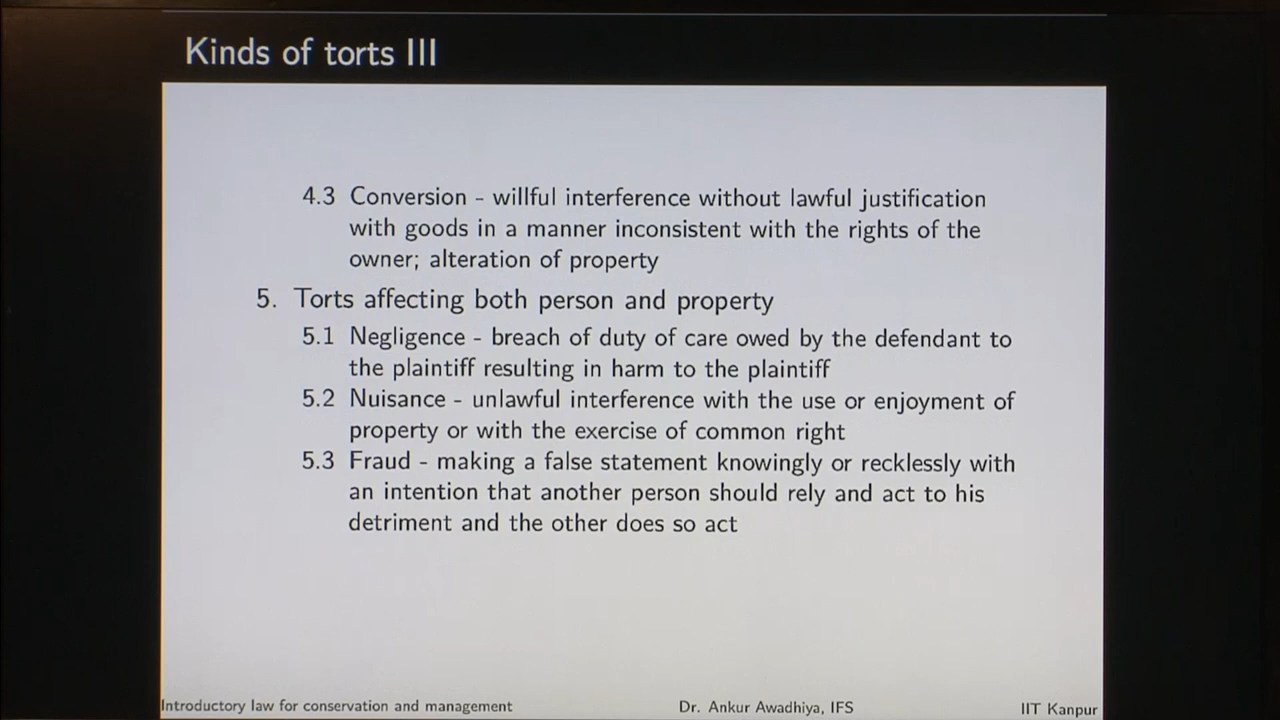 Kinds of torts III
4.3 Conversion - willful interference without lawful justification
with goods in a manner inconsistent with the rights of the
owner; alteration of property
5. Torts affecting both person and property
5.1 Negligence - breach of duty of care owed by the defendant to
the plaintiff resulting in harm to the plaintiff
5.2 Nuisance - unlawful interference with the use or enjoyment of
property or with the exercise of common right
5.3 Fraud - making a false statement knowingly or recklessly with
an intention that another person should rely and act to his
detriment and the other does so act
Introductory law for conservation and management Dr. Ankur Awadhiya, IFS IIT Kanpur